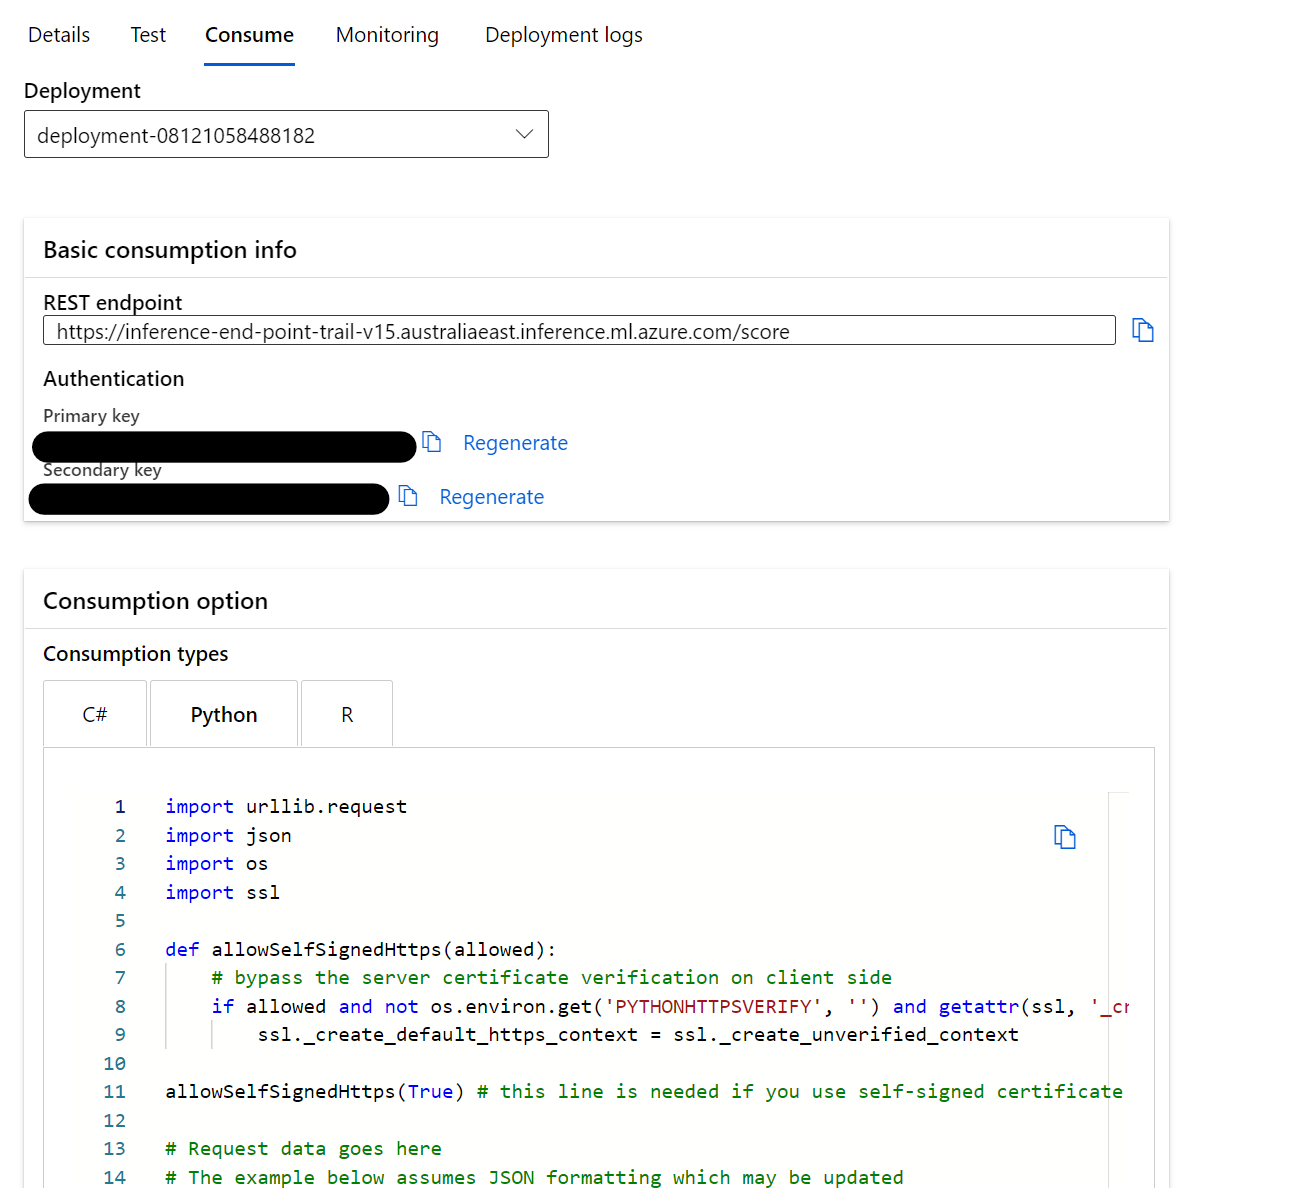 Details Test Consume Monitoring Deployment logs
Deployment
deployment-08121058488182
Basic consumption info
REST endpoint
https://inference-end-point-trail-v15.australiaeast.inference.ml.azure.com/score
Authentication
Primary key
Regenerate
Secondary key
Regenerate
Consumption option
Consumption types
C# Python R
1 import urllib.request
2 import json
3 import os
4 import ssl
5
6 def allowSelfSignedHttps(allowed):
7 # bypass the server certificate verification on client side
8 if allowed and not os.environ.get('PYTHONHTTPSVERIFY', '') and getattr(ssl, '_cr
9 ssl._create_default_https_context = ssl._create_unverified_context
10
11 allowSelfSignedHttps(True) # this line is needed if you use self-signed certificate
12
13 # Request data goes here
14 # The example below assumes JSON formatting which may be updated